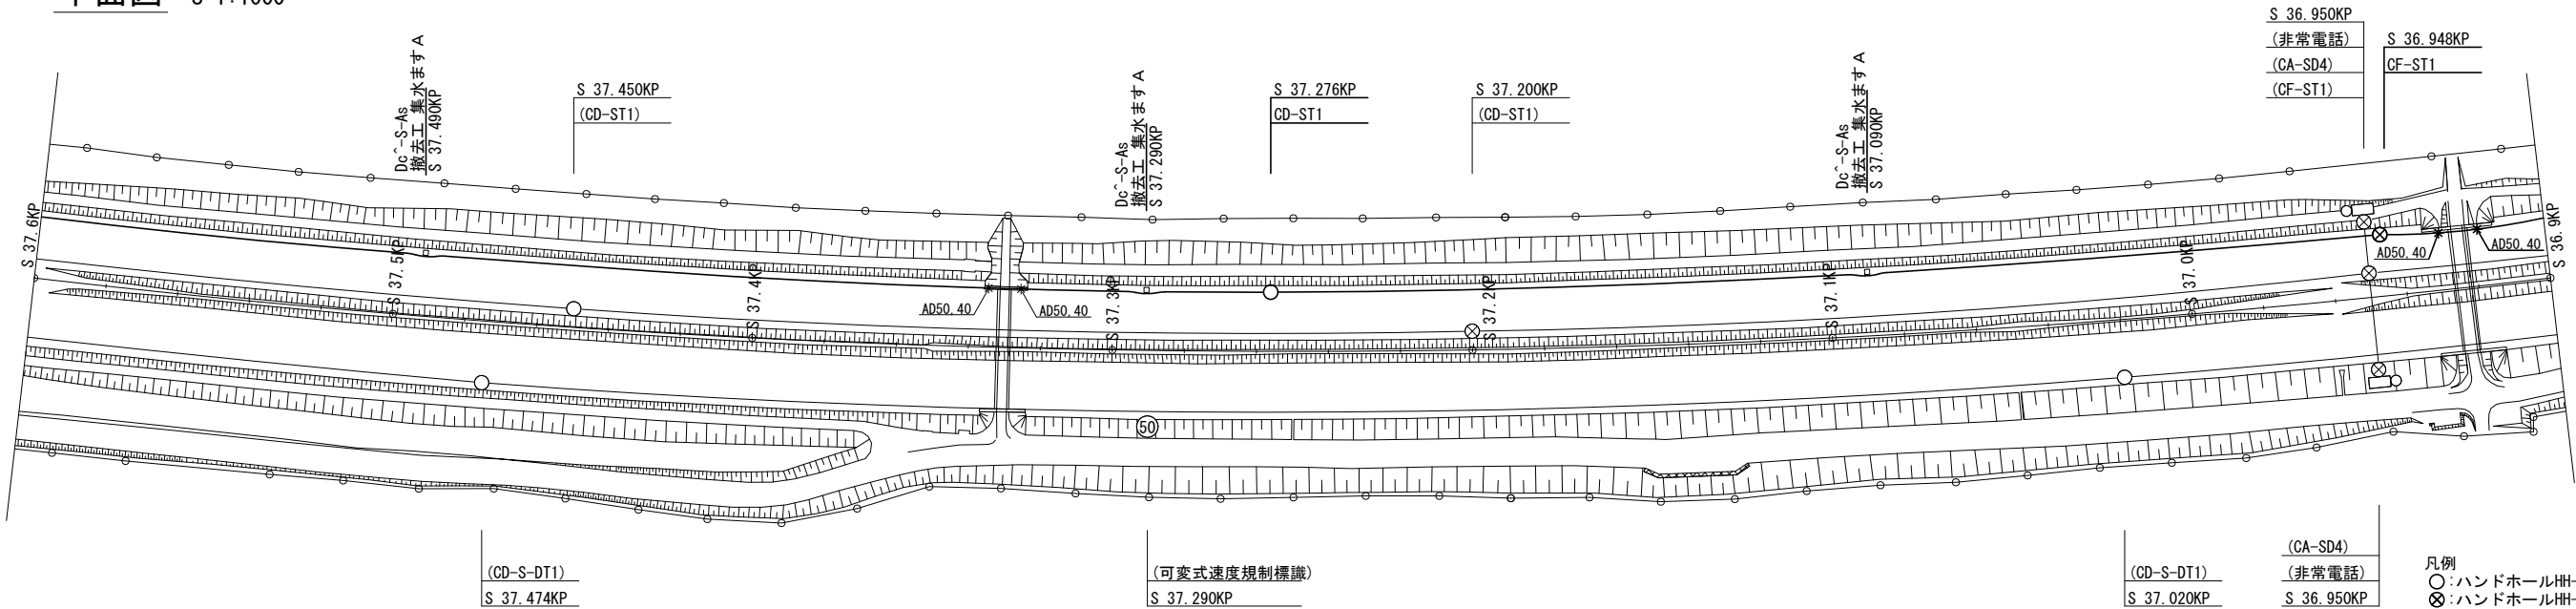 S 37.450KP
(CD-ST1)
S 37.276KP
CD-ST1
S 37.200KP
(CD-ST1)
S 36.950KP
(非常電話)
(CA-SD4)
(CF-ST1)
S 36.948KP
CF-ST1
Dc^-S-As
撤去工 集水ますA
S 37.490KP
Dc^-S-As
撤去工 集水ますA
S 37.290KP
Dc^-S-As
撤去工 集水ますA
S 37.090KP
S 37.6KP
S 37.5KP
S 37.4KP
S 37.3KP
S 37.2KP
S 37.1KP
S 37.0KP
S 36.9KP
AD50,40
AD50,40
AD50,40
AD50,40
50
(CD-S-DT1)
S 37.474KP
(可変式速度規制標識)
S 37.290KP
(CD-S-DT1)
S 37.020KP
(CA-SD4)
(非常電話)
S 36.950KP
凡例
○:ハンドホールHH-
⊗:ハンドホールHH-